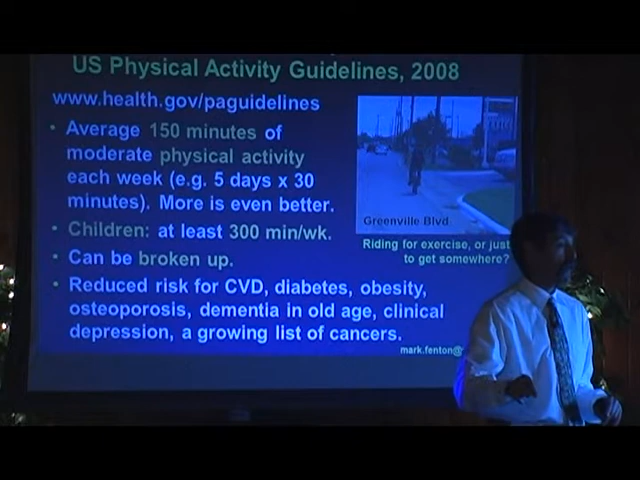 US Physical Activity Guidelines, 2008
www.health.gov/paguidelines
• Average 150 minutes of
moderate physical activity
each week (e.g. 5 days x 30
minutes). More is even better.
• Children: at least 300 min/wk.
• Can be broken up.
• Reduced risk for CVD, diabetes, obesity,
osteoporosis, dementia in old age, clinical
depression, a growing list of cancers.
Greenville Blvd
Riding for exercise, or just
to get somewhere?
mark.fenton@